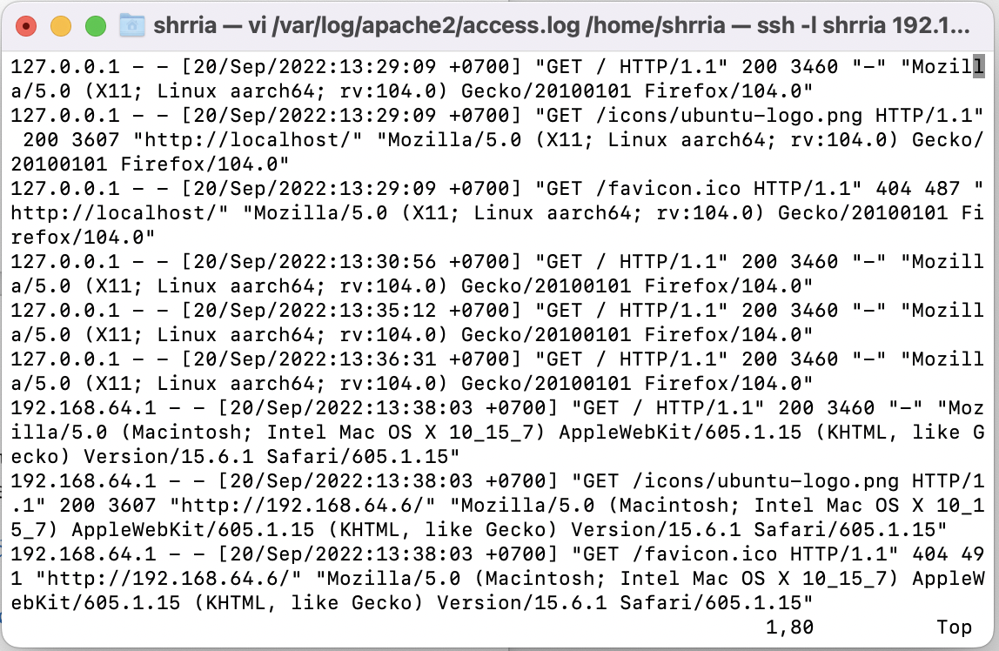 shrria — vi /var/log/apache2/access.log /home/shrria — ssh -l shrria 192.1...
127.0.0.1 - - [20/Sep/2022:13:29:09 +0700] "GET / HTTP/1.1" 200 3460 "-" "Mozill
a/5.0 (X11; Linux aarch64; rv:104.0) Gecko/20100101 Firefox/104.0"
127.0.0.1 - - [20/Sep/2022:13:29:09 +0700] "GET /icons/ubuntu-logo.png HTTP/1.1"
 200 3607 "http://localhost/" "Mozilla/5.0 (X11; Linux aarch64; rv:104.0) Gecko/
20100101 Firefox/104.0"
127.0.0.1 - - [20/Sep/2022:13:29:09 +0700] "GET /favicon.ico HTTP/1.1" 404 487 "
http://localhost/" "Mozilla/5.0 (X11; Linux aarch64; rv:104.0) Gecko/20100101 Fi
refox/104.0"
127.0.0.1 - - [20/Sep/2022:13:30:56 +0700] "GET / HTTP/1.1" 200 3460 "-" "Mozill
a/5.0 (X11; Linux aarch64; rv:104.0) Gecko/20100101 Firefox/104.0"
127.0.0.1 - - [20/Sep/2022:13:35:12 +0700] "GET / HTTP/1.1" 200 3460 "-" "Mozill
a/5.0 (X11; Linux aarch64; rv:104.0) Gecko/20100101 Firefox/104.0"
127.0.0.1 - - [20/Sep/2022:13:36:31 +0700] "GET / HTTP/1.1" 200 3460 "-" "Mozill
a/5.0 (X11; Linux aarch64; rv:104.0) Gecko/20100101 Firefox/104.0"
192.168.64.1 - - [20/Sep/2022:13:38:03 +0700] "GET / HTTP/1.1" 200 3460 "-" "Moz
illa/5.0 (Macintosh; Intel Mac OS X 10_15_7) AppleWebKit/605.1.15 (KHTML, like G
ecko) Version/15.6.1 Safari/605.1.15"
192.168.64.1 - - [20/Sep/2022:13:38:03 +0700] "GET /icons/ubuntu-logo.png HTTP/1
.1" 200 3607 "http://192.168.64.6/" "Mozilla/5.0 (Macintosh; Intel Mac OS X 10_1
5_7) AppleWebKit/605.1.15 (KHTML, like Gecko) Version/15.6.1 Safari/605.1.15"
192.168.64.1 - - [20/Sep/2022:13:38:03 +0700] "GET /favicon.ico HTTP/1.1" 404 49
1 "http://192.168.64.6/" "Mozilla/5.0 (Macintosh; Intel Mac OS X 10_15_7) AppleW
ebKit/605.1.15 (KHTML, like Gecko) Version/15.6.1 Safari/605.1.15"
1,80 Top